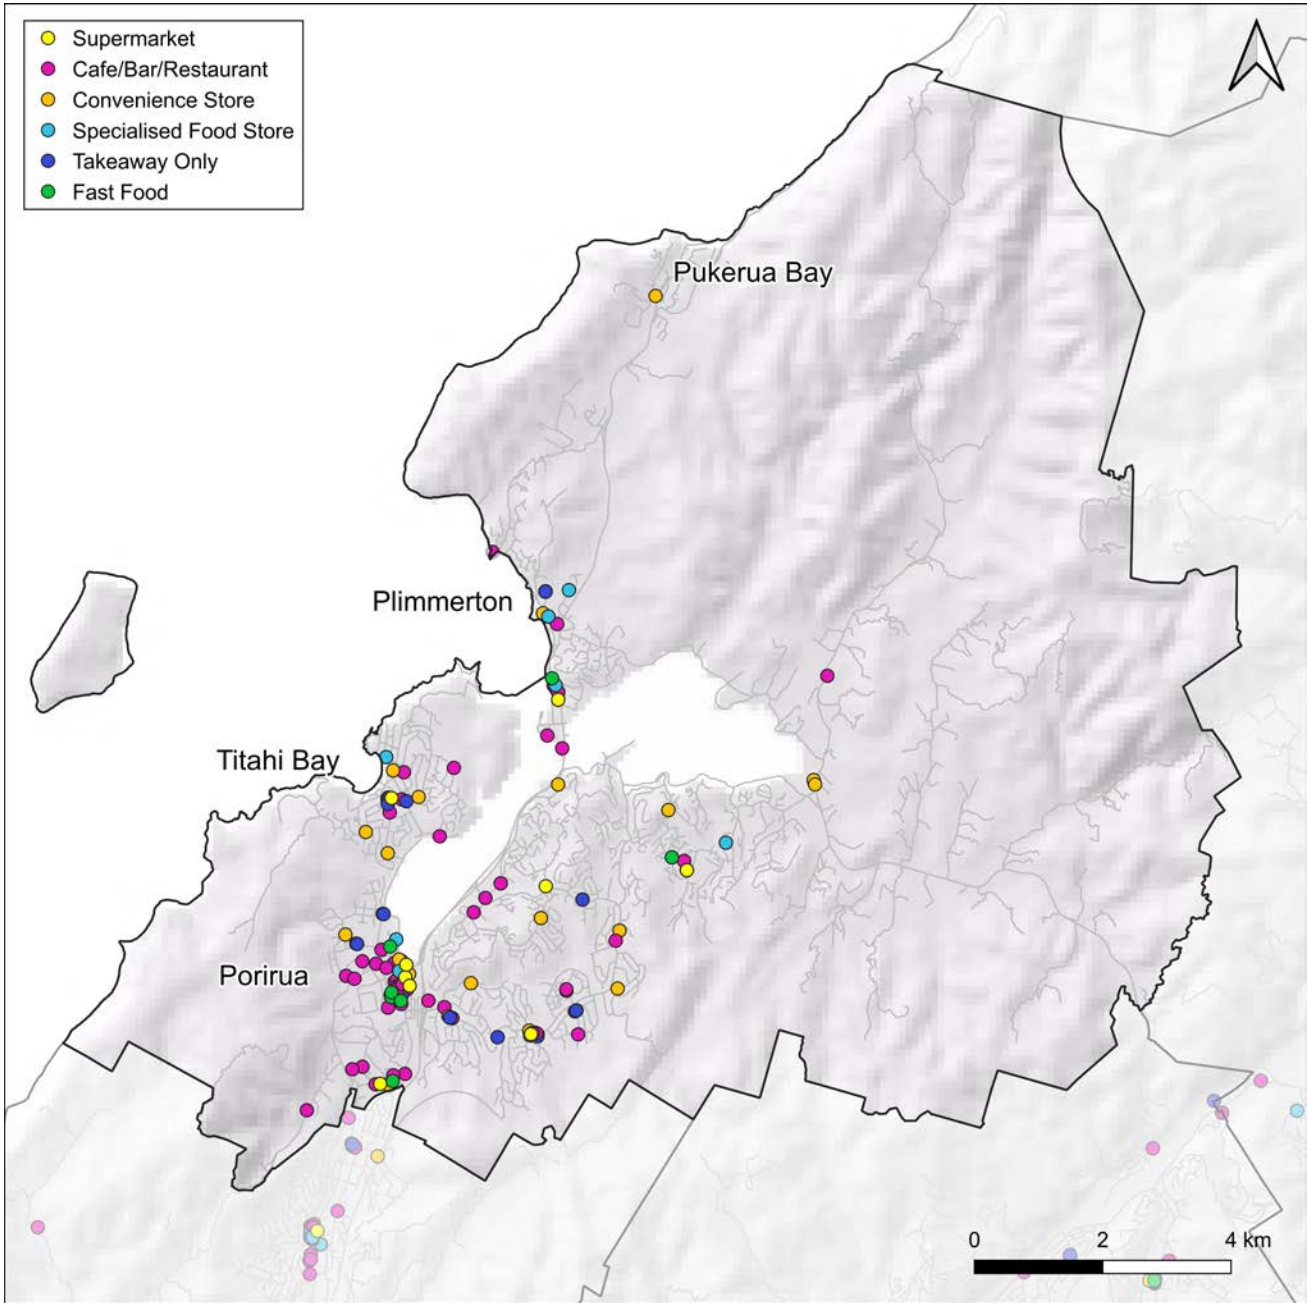 Supermarket
Cafe/Bar/Restaurant
Convenience Store
Specialised Food Store
Takeaway Only
Fast Food
Pukerua Bay
Plimmerton
Titahi Bay
Porirua
0 2 4 km